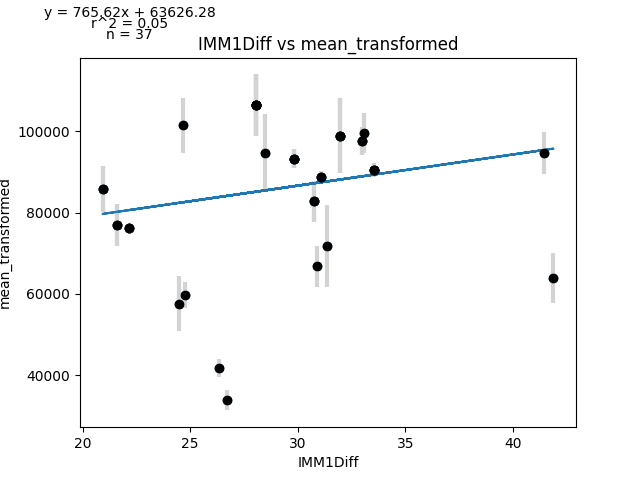 y = 765.62x + 63626.28
r^2 = 0.05
n = 37
IMM1Diff vs mean_transformed
100000
80000
60000
40000
mean_transformed
20
25
30
35
40
IMM1Diff